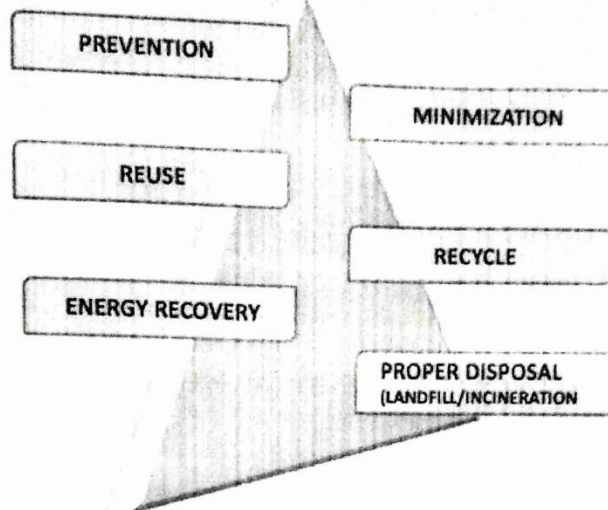 PREVENTION
MINIMIZATION
REUSE
RECYCLE
ENERGY RECOVERY
PROPER DISPOSAL
(LANDFILL/INCINERATION